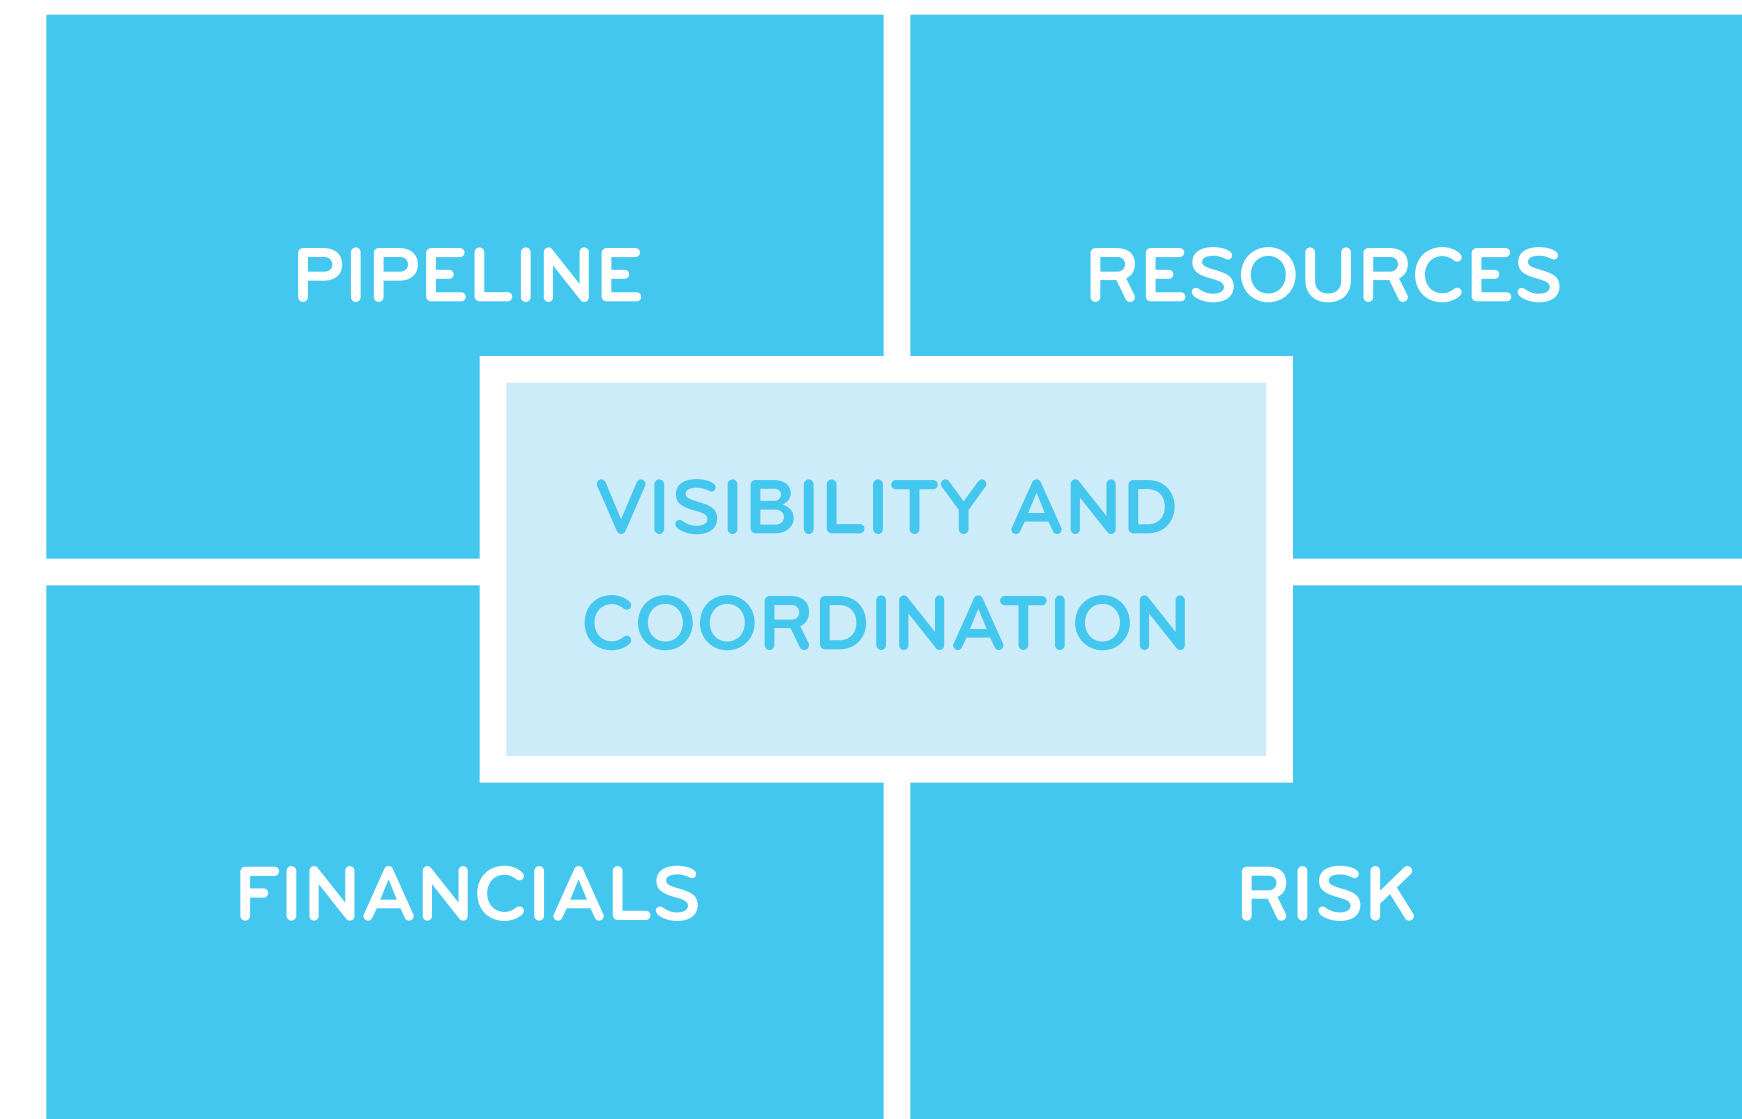 PIPELINE
RESOURCES
VISIBILITY AND
COORDINATION
FINANCIALS
RISK